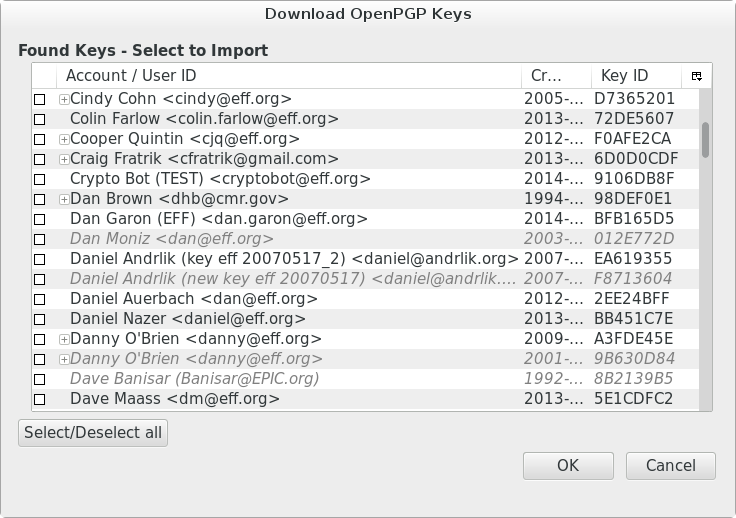 Download OpenPGP Keys
Found Keys - Select to Import
Account / User ID Cr... Key ID
Cindy Cohn <cindy@eff.org> 2005-... D7365201
Colin Farlow <colin.farlow@eff.org> 2013-... 72DE5607
Cooper Quintin <cjq@eff.org> 2012-... F0AFE2CA
Craig Fratrik <cfratrik@gmail.com> 2013-... 6D0D0CDF
Crypto Bot (TEST) <cryptobot@eff.org> 2014-... 9106DB8F
Dan Brown <dhb@cmr.gov> 1994-... 98DEF0E1
Dan Garon (EFF) <dan.garon@eff.org> 2014-... BFB165D5
Dan Moniz <dan@eff.org> 2003-... 012E772D
Daniel Andrlik (key eff 20070517_2) <daniel@andrlik.org> 2007-... EA619355
Daniel Andrlik (new key eff 20070517) <daniel@andrlik.... 2007-... F8713604
Daniel Auerbach <dan@eff.org> 2012-... 2EE24BFF
Daniel Nazer <daniel@eff.org> 2013-... BB451C7E
Danny O'Brien <danny@eff.org> 2009-... A3FDE45E
Danny O'Brien <danny@eff.org> 2001-... 9B630D84
Dave Banisar (Banisar@EPIC.org) 1992-... 8B2139B5
Dave Maass <dm@eff.org> 2013-... 5E1CDFC2
Select/Deselect all
OK Cancel